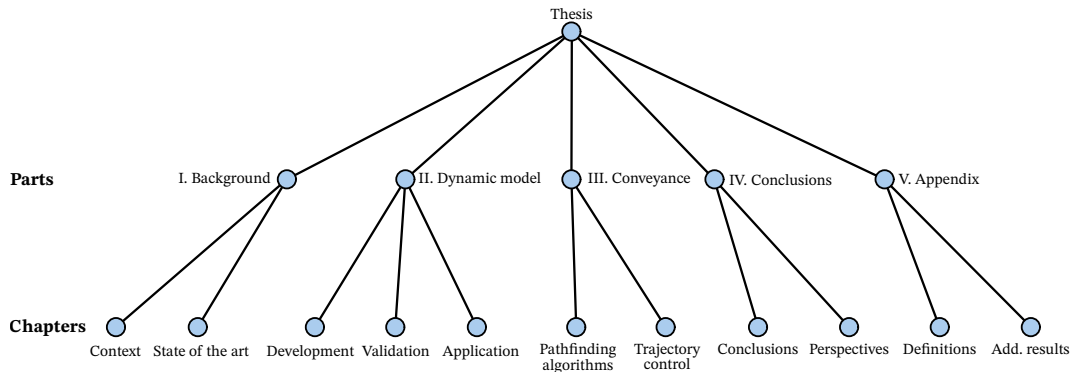 Thesis
Parts
I. Background
II. Dynamic model
III. Conveyance
IV. Conclusions
V. Appendix
Chapters
Context
State of the art
Development
Validation
Application
Pathfinding
algorithms
Trajectory
control
Conclusions
Perspectives
Definitions
Add. results